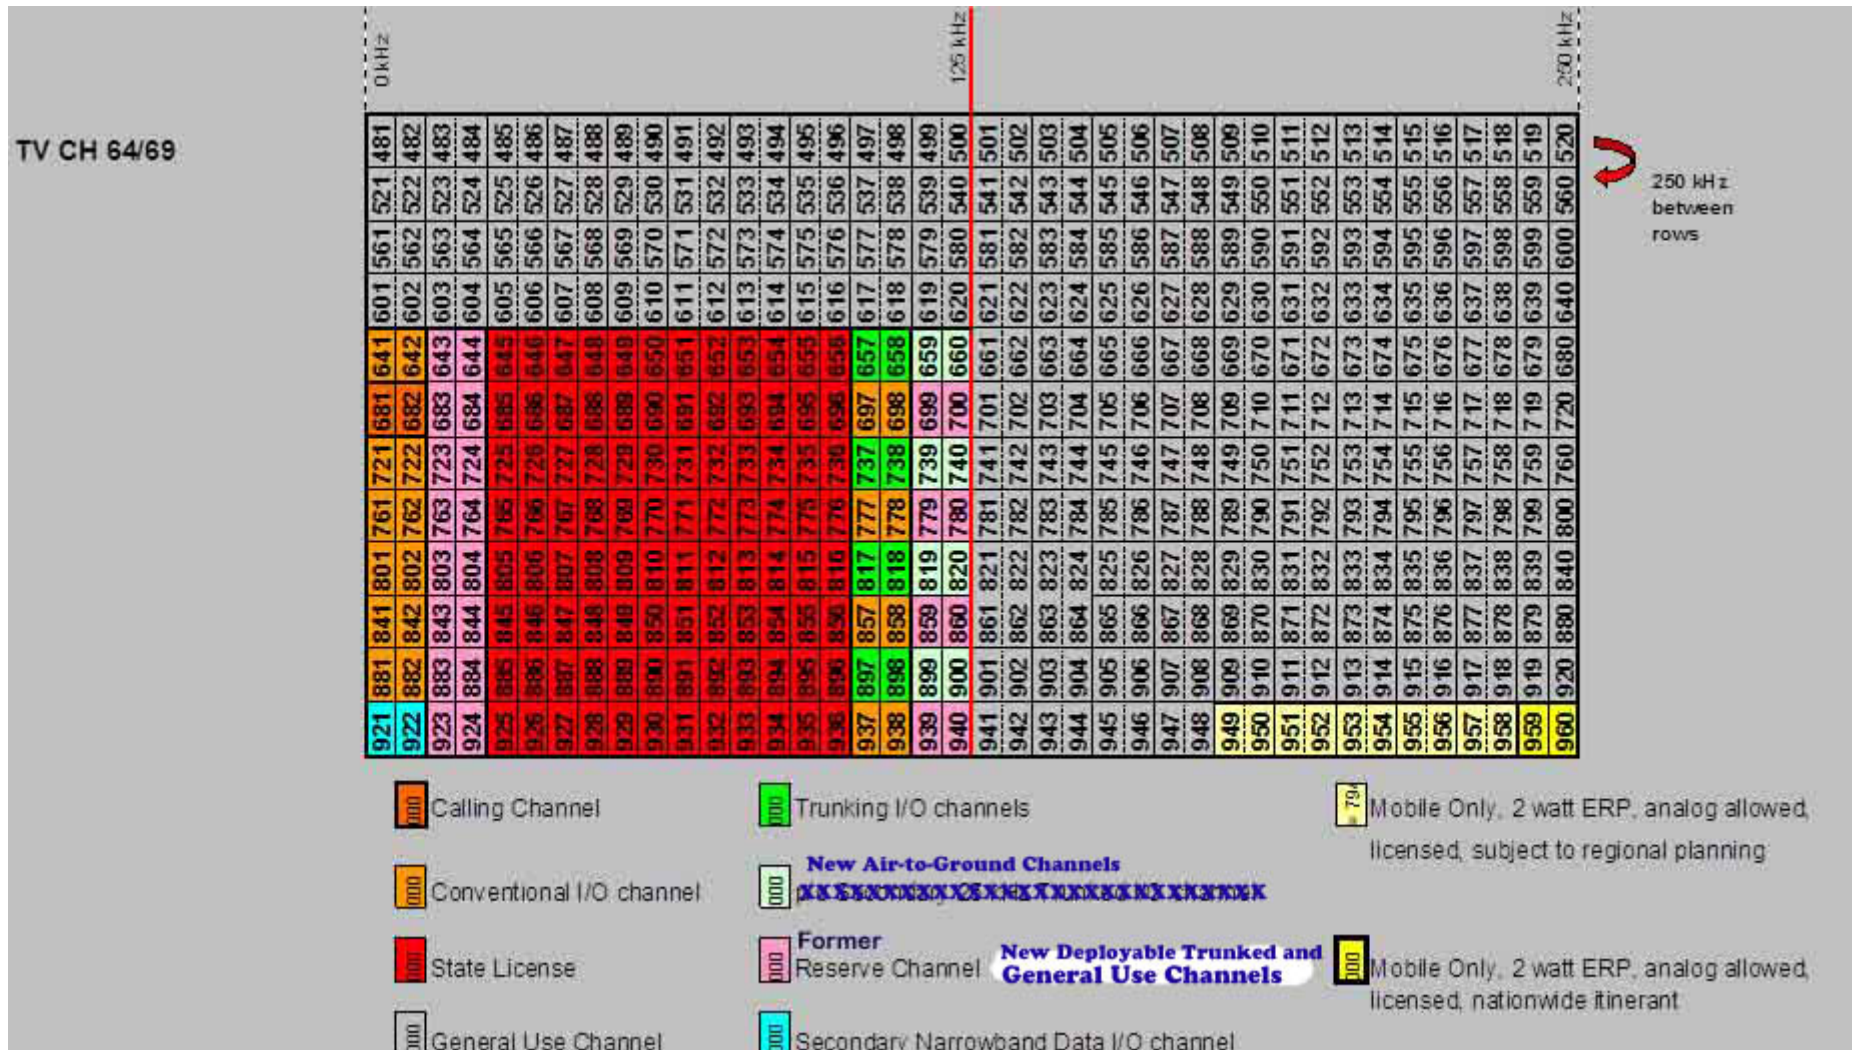 0 kHz
125 kHz
250 kHz
TV CH 64/69
481 482 483 484 485 486 487 488 489 490 491 492 493 494 495 496 497 498 499 500 501 502 503 504 505 506 507 508 509 510 511 512 513 514 515 516 517 518 519 520
521 522 523 524 525 526 527 528 529 530 531 532 533 534 535 536 537 538 539 540 541 542 543 544 545 546 547 548 549 550 551 552 553 554 555 556 557 558 559 560
561 562 563 564 565 566 567 568 569 570 571 572 573 574 575 576 577 578 579 580 581 582 583 584 585 586 587 588 589 590 591 592 593 594 595 596 597 598 599 600
601 602 603 604 605 606 607 608 609 610 611 612 613 614 615 616 617 618 619 620 621 622 623 624 625 626 627 628 629 630 631 632 633 634 635 636 637 638 639 640
641 642 643 644 645 646 647 648 649 650 651 652 653 654 655 656 657 658 659 660 661 662 663 664 665 666 667 668 669 670 671 672 673 674 675 676 677 678 679 680
681 682 683 684 685 686 687 688 689 690 691 692 693 694 695 696 697 698 699 700 701 702 703 704 705 706 707 708 709 710 711 712 713 714 715 716 717 718 719 720
721 722 723 724 725 726 727 728 729 730 731 732 733 734 735 736 737 738 739 740 741 742 743 744 745 746 747 748 749 750 751 752 753 754 755 756 757 758 759 760
761 762 763 764 765 766 767 768 769 770 771 772 773 774 775 776 777 778 779 780 781 782 783 784 785 786 787 788 789 790 791 792 793 794 795 796 797 798 799 800
801 802 803 804 805 806 807 808 809 810 811 812 813 814 815 816 817 818 819 820 821 822 823 824 825 826 827 828 829 830 831 832 833 834 835 836 837 838 839 840
841 842 843 844 845 846 847 848 849 850 851 852 853 854 855 856 857 858 859 860 861 862 863 864 865 866 867 868 869 870 871 872 873 874 875 876 877 878 879 880
881 882 883 884 885 886 887 888 889 890 891 892 893 894 895 896 897 898 899 900 901 902 903 904 905 906 907 908 909 910 911 912 913 914 915 916 917 918 919 920
921 922 923 924 925 926 927 928 929 930 931 932 933 934 935 936 937 938 939 940 941 942 943 944 945 946 947 948 949 950 951 952 953 954 955 956 957 958 959 960
250 kHz
between
rows
000 Calling Channel
000 Conventional I/O channel
000 State License
000 General Use Channel
000 Trunking I/O channels
New Air-to-Ground Channels
000
Former
000 Reserve Channel
New Deployable Trunked and
General Use Channels
000 Secondary Narrowband Data I/O channel
Mobile Only, 2 watt ERP, analog allowed,
licensed, subject to regional planning
000 Mobile Only, 2 watt ERP, analog allowed,
licensed, nationwide itinerant